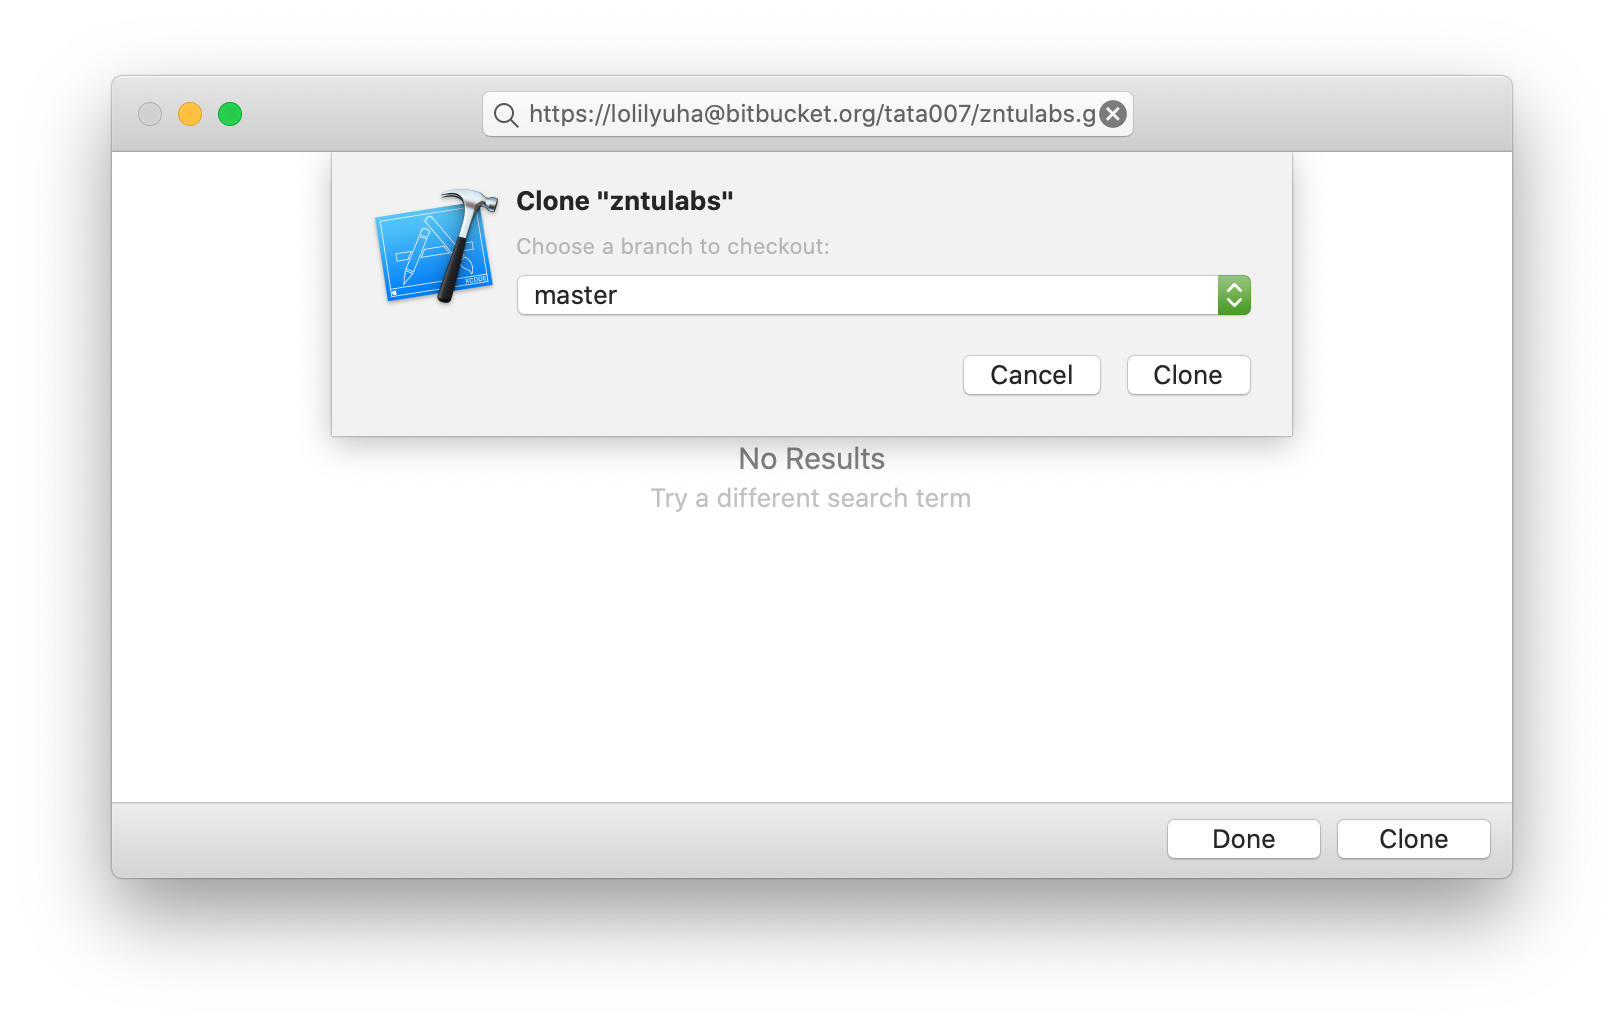 https://lolilyuha@bitbucket.org/tata007/zntulabs.g
Clone "zntulabs"
Choose a branch to checkout:
master
XCODE
Cancel Clone
No Results
Try a different search term
Done Clone